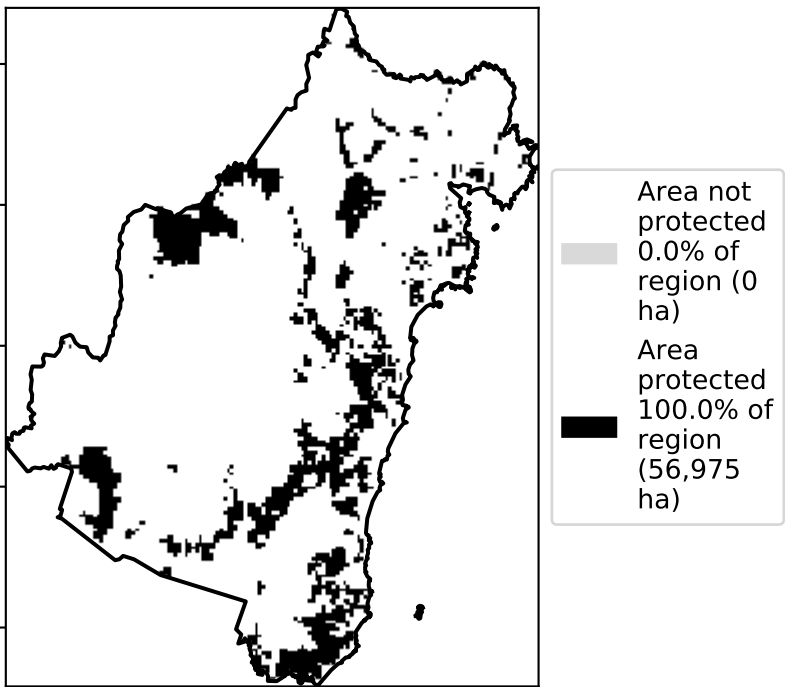 Area not
protected
0.0% of
region (0
ha)
Area
protected
100.0% of
region
(56,975
ha)